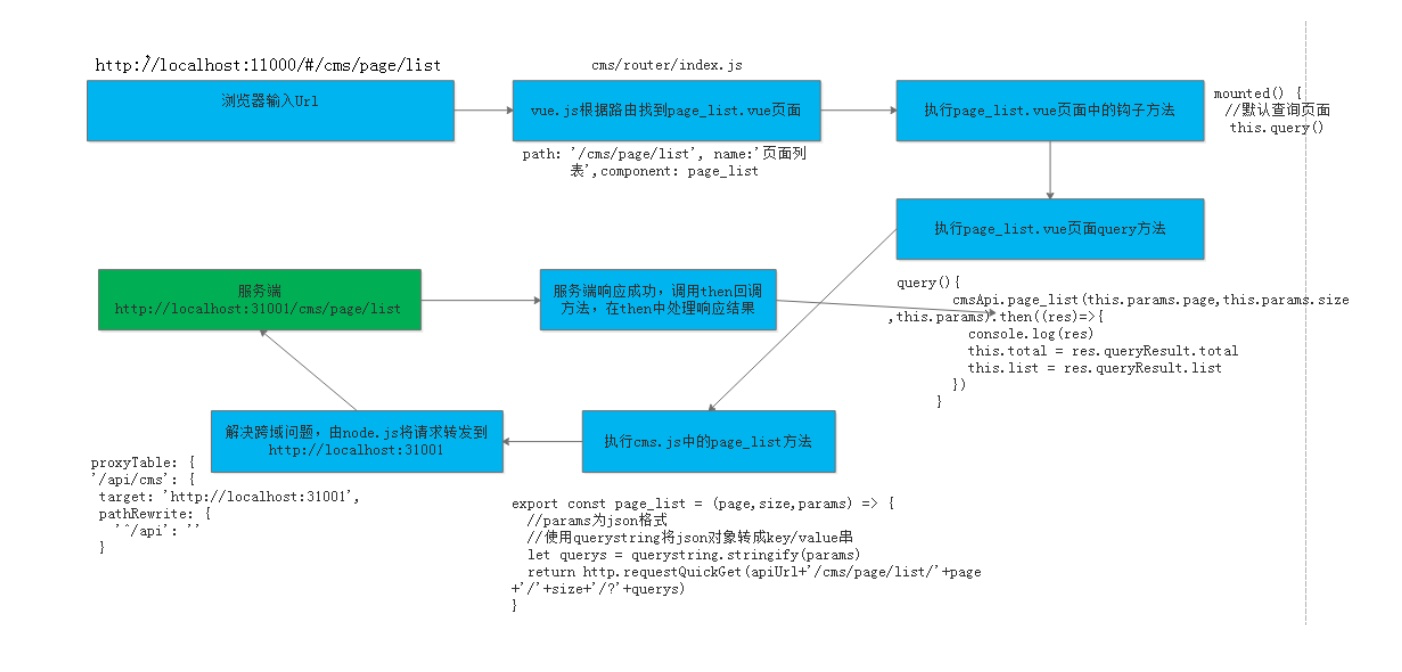 http://localhost:11000/#/cms/page/list
浏览器输入Url
cms/router/index.js
vue.js根据路由找到page_list.vue页面
path: '/cms/page/list', name:'页面列
表',component: page_list
执行page_list.vue页面中的钩子方法
mounted() {
//默认查询页面
this.query()
执行page_list.vue页面query方法
query(){
cmsApi.page_list(this.params.page,this.params.size
,this.params).then((res)=>{
console.log(res)
this.total = res.queryResult.total
this.list = res.queryResult.list
})
}
服务端
http://localhost:31001/cms/page/list
服务端响应成功，调用then回调
方法，在then中处理响应结果
解决跨域问题，由node.js将请求转发到
http://localhost:31001
执行cms.js中的page_list方法
proxyTable: {
'/api/cms': {
target: 'http://localhost:31001',
pathRewrite: {
'^/api': ''
}
export const page_list = (page,size,params) => {
//params为json格式
//使用querystring将json对象转成key/value串
let querys = querystring.stringify(params)
return http.requestQuickGet(apiUrl+'/cms/page/list/'+page
+'/'+size+'/?'+querys)
}